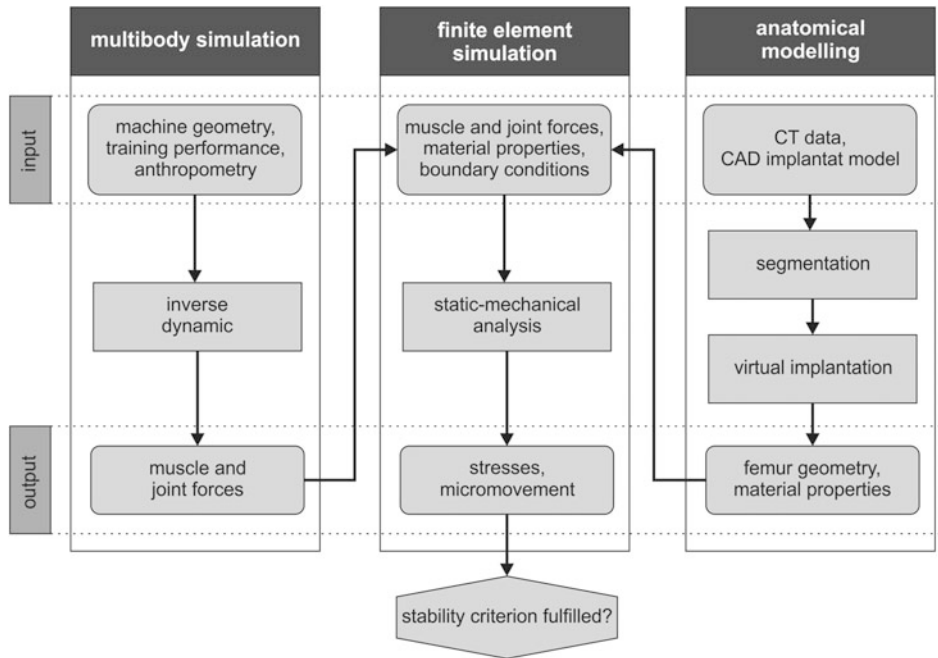 multibody simulation
finite element
simulation
anatomical
modelling
input
machine geometry,
training performance,
anthropometry
muscle and joint forces,
material properties,
boundary conditions
CT data,
CAD implantat model
segmentation
inverse
dynamic
static-mechanical
analysis
virtual implantation
output
muscle and
joint forces
stresses,
micromovement
femur geometry,
material properties
stability criterion fulfilled?